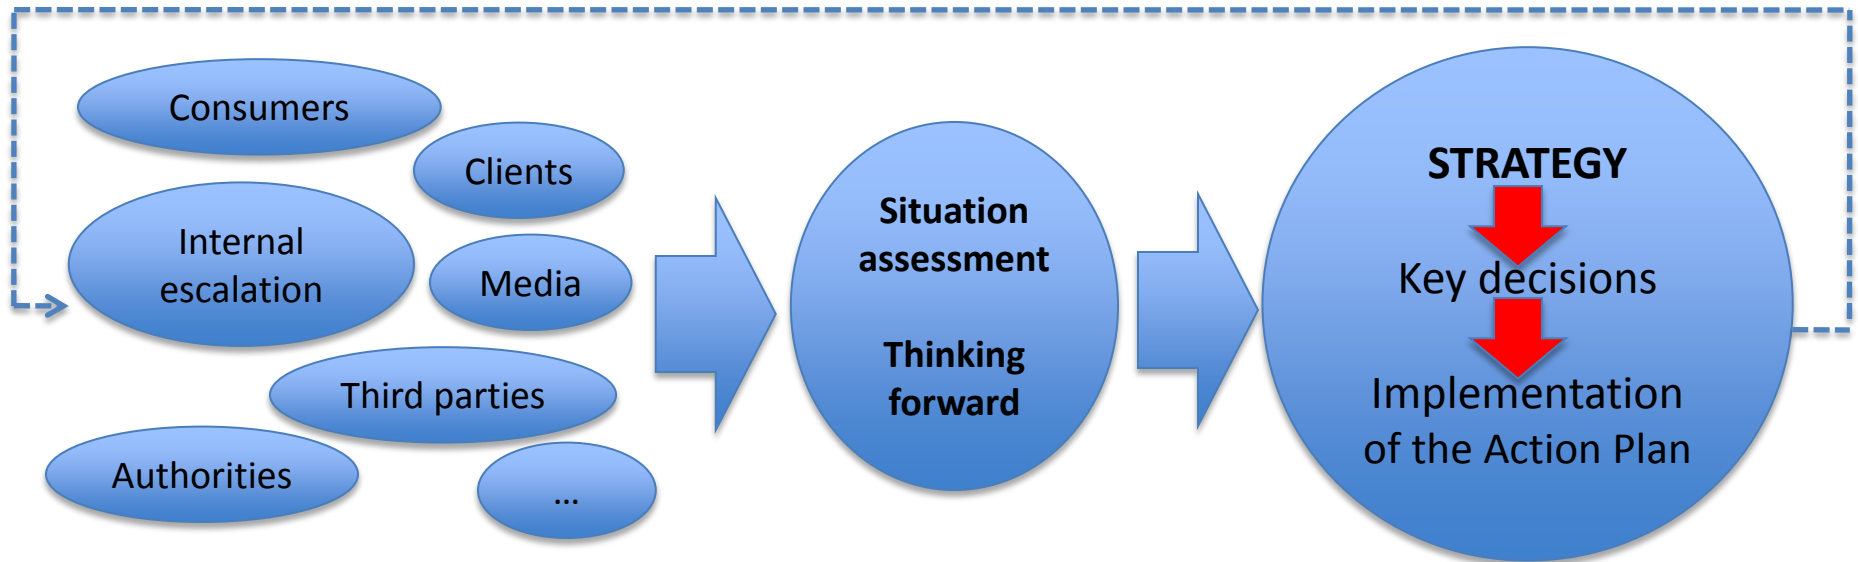 Consumers
Clients
Internal
escalation
Media
Third parties
Authorities
...
Situation
assessment
Thinking
forward
STRATEGY
Key decisions
Implementation
of the Action Plan